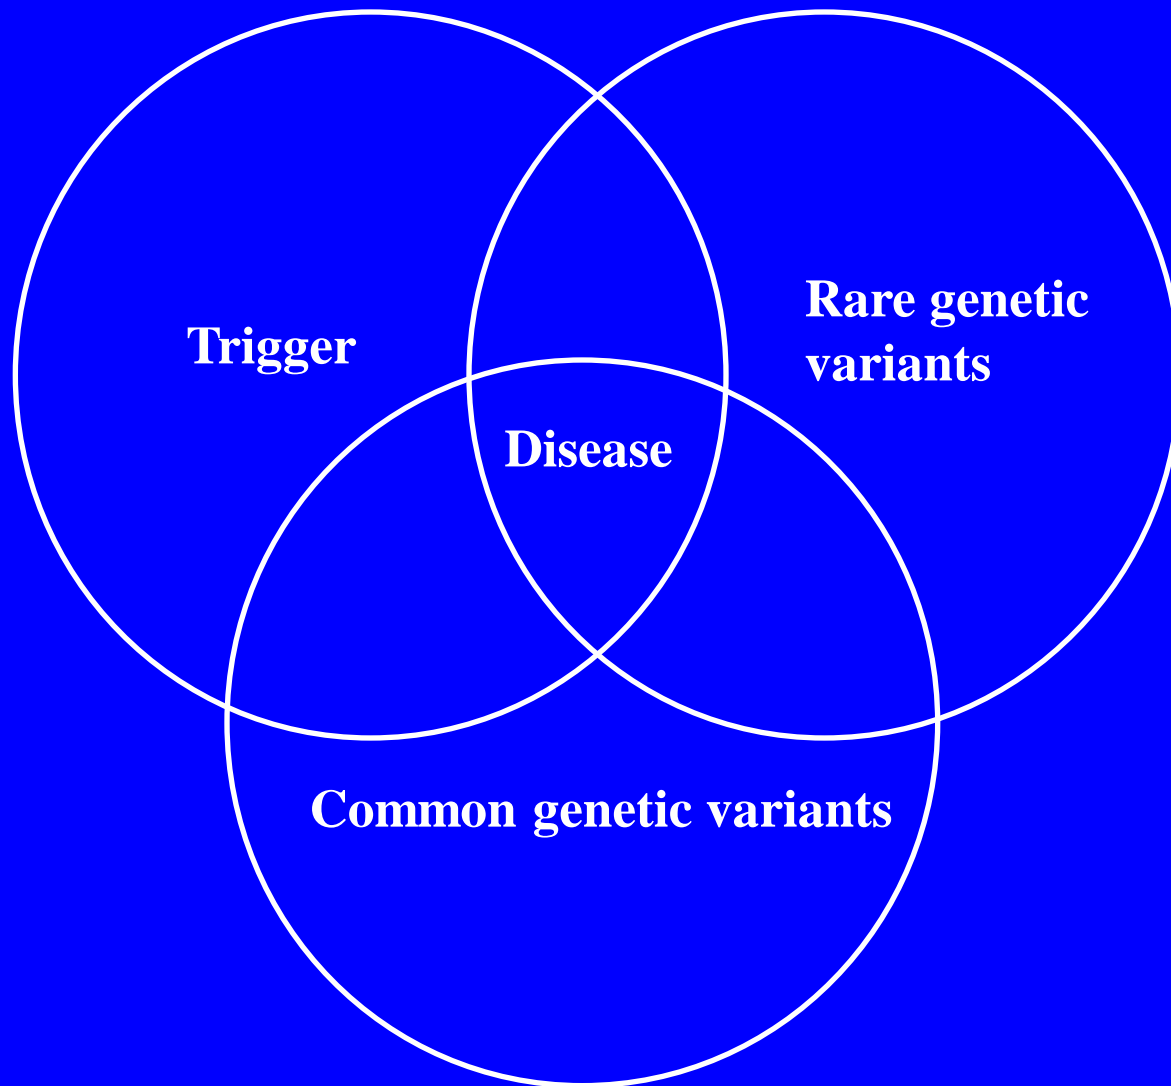 Trigger
Rare genetic
variants
Disease
Common genetic variants